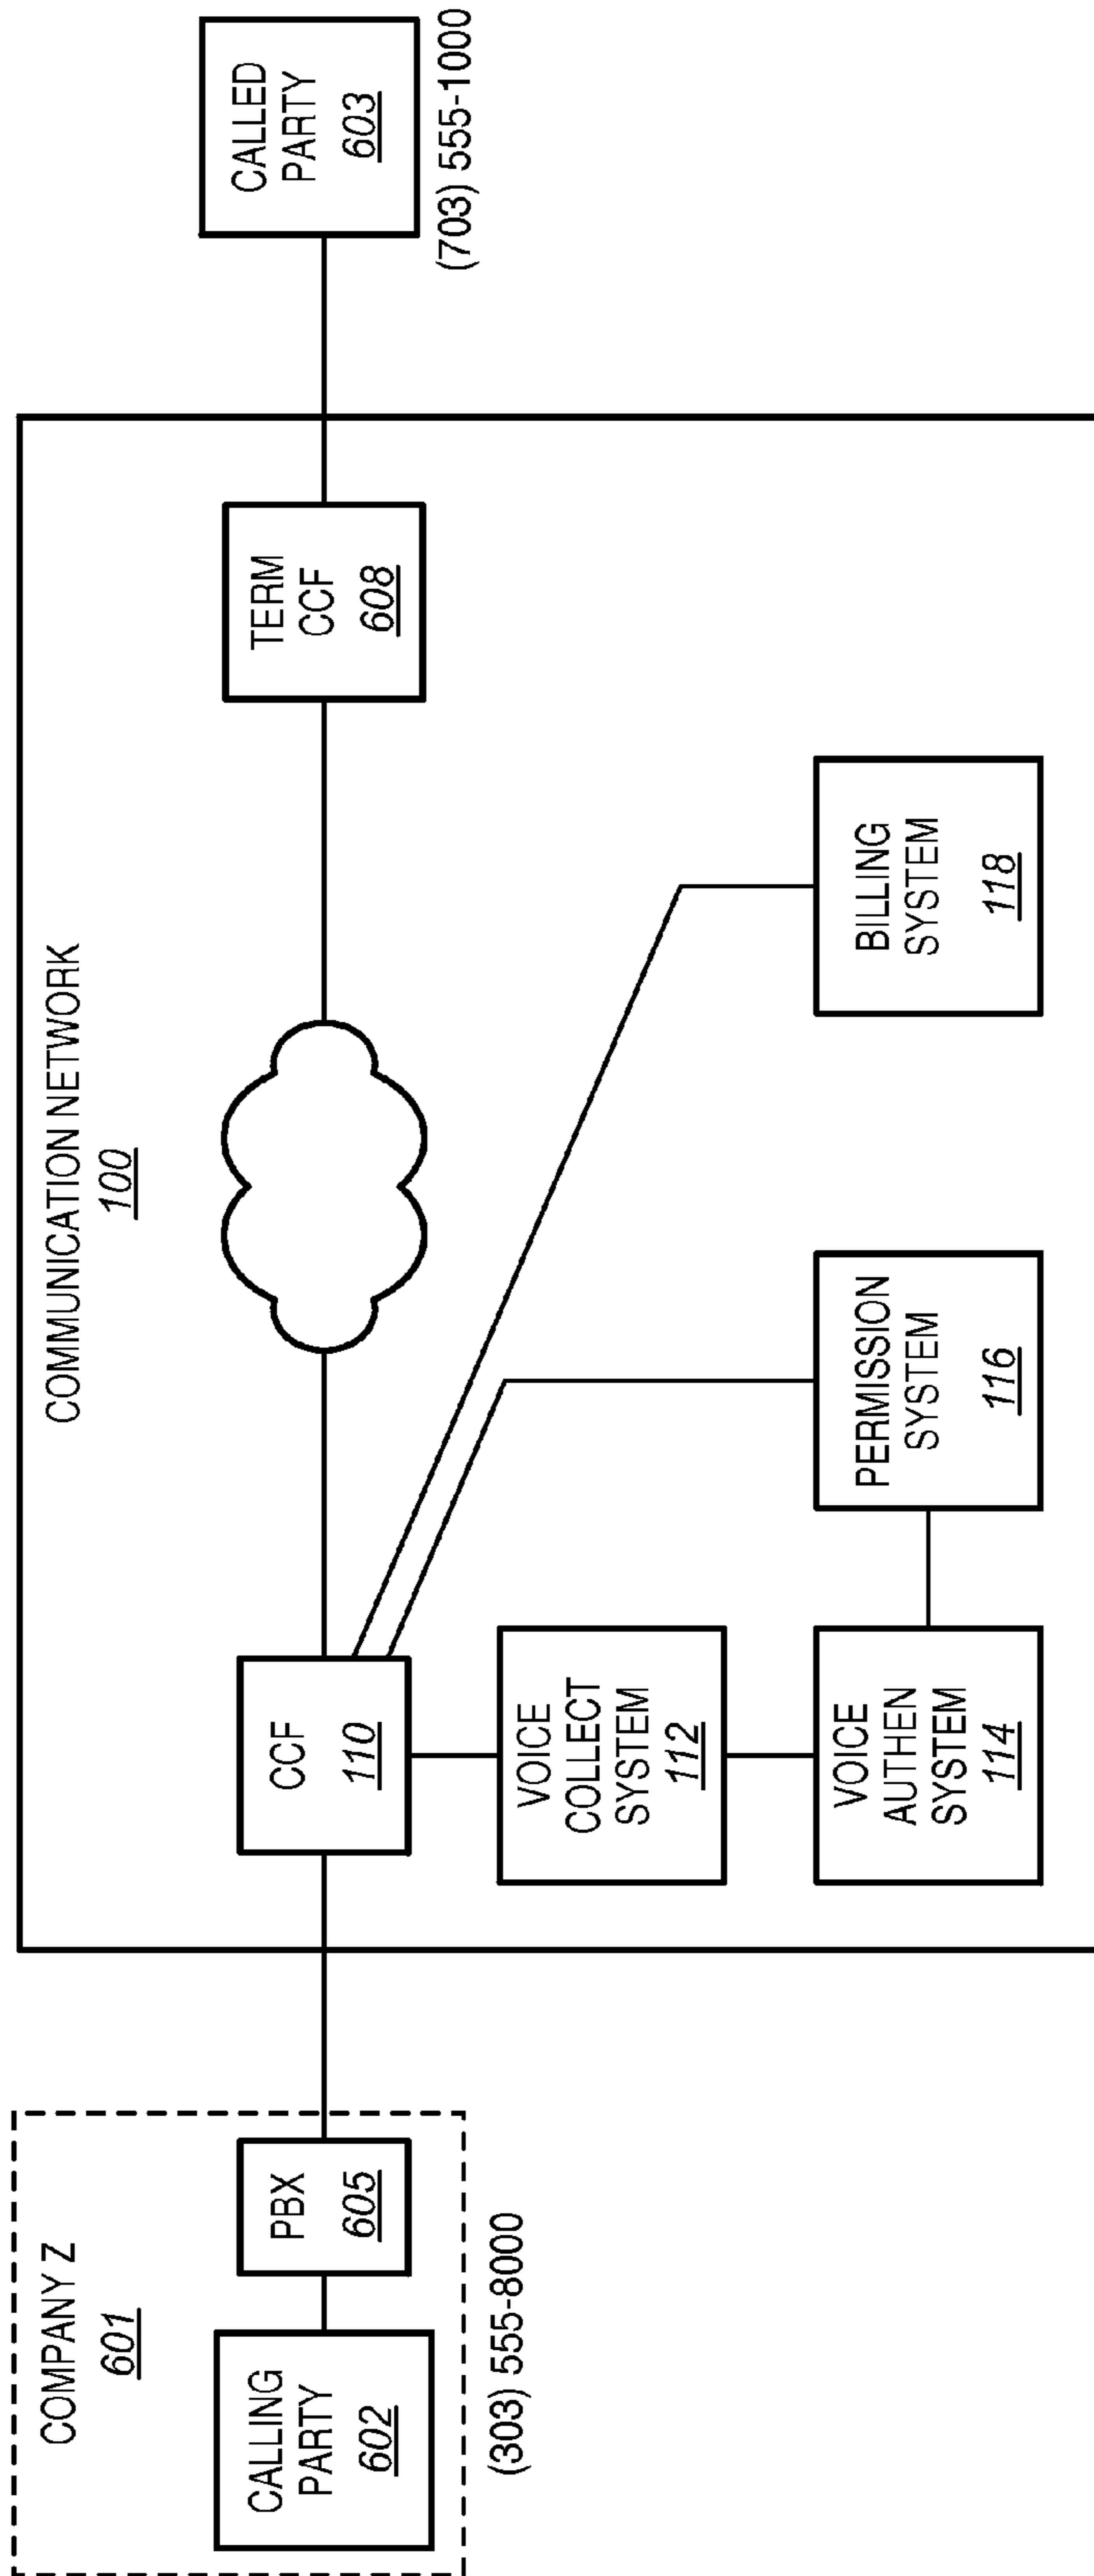 COMPANY Z
601
CALLING
PARTY
602
PBX
605
(303) 555-8000
COMMUNICATION NETWORK
100
CCF
110
VOICE
COLLECT
SYSTEM
112
VOICE
AUTHEN
SYSTEM
114
PERMISSION
SYSTEM
116
BILLING
SYSTEM
118
TERM
CCF
608
CALLED
PARTY
603
(703) 555-1000